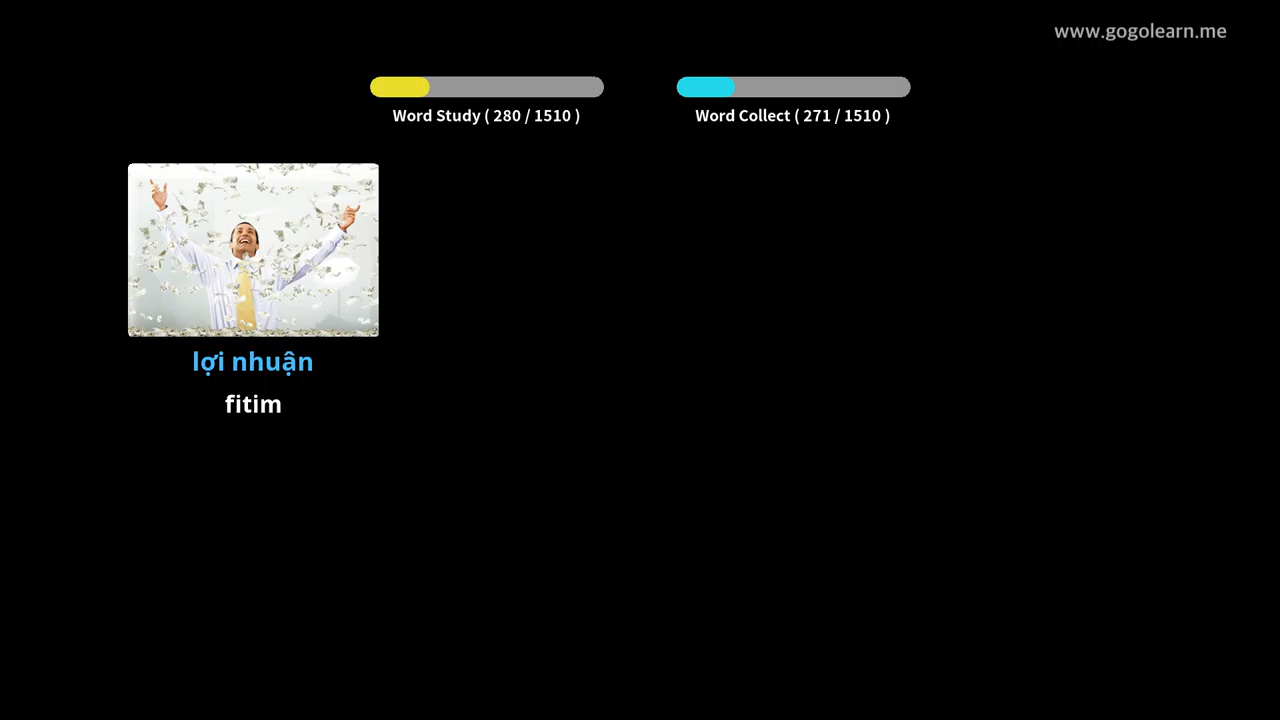 www.gogolearn.me
Word Study ( 280 / 1510 )
Word Collect ( 271 / 1510 )
lợi nhuận
fitim